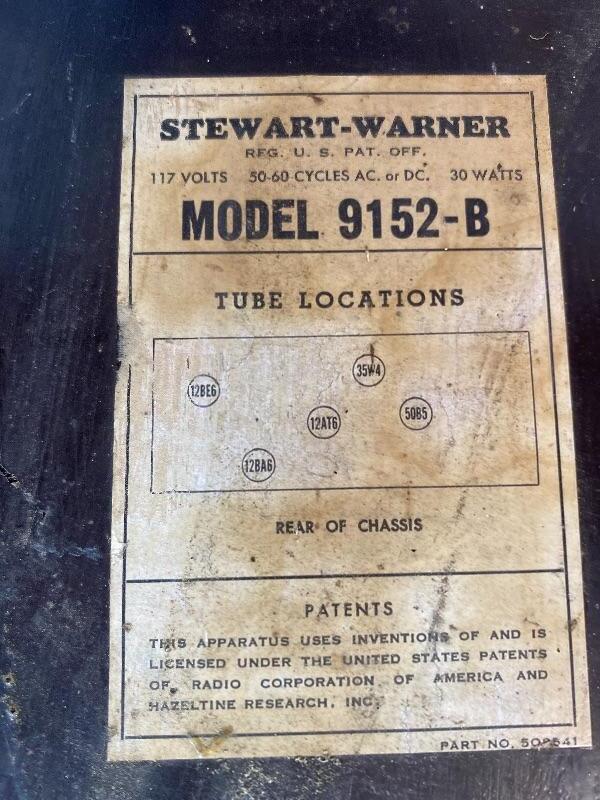 STEWART-WARNER
REG. U. S. PAT. OFF.
117 VOLTS 50-60 CYCLES AC. or DC. 30 WATTS
MODEL 9152-B
TUBE LOCATIONS
35W4
12BE6
50B5
12AT6
12BA6
REAR OF CHASSIS
PATENTS
THIS APPARATUS USES INVENTIONS OF AND IS
LICENSED UNDER THE UNITED STATES PATENTS
OF RADIO CORPORATION OF AMERICA AND
HAZELTINE RESEARCH, INC.
PART NO.